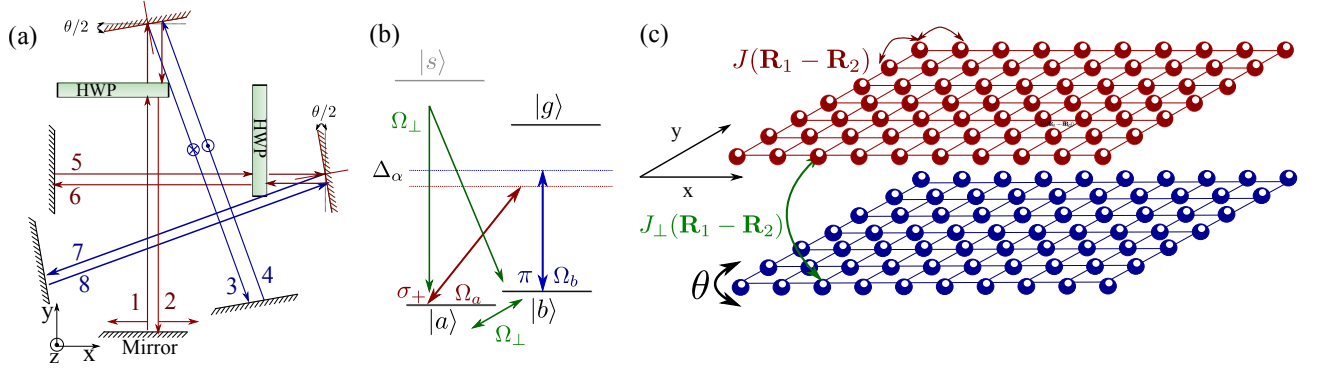 (a)
θ/2
HWP
HWP
θ/2
5
6
7
8
1
2
3
4
y
z
x
Mirror
(b)
|s⟩
|g⟩
Ω⊥
Δα
σ+
Ωa
π
Ωb
|a⟩
|b⟩
Ω⊥
(c)
J(R1 − R2)
y
x
J⊥(R1 − R2)
θ